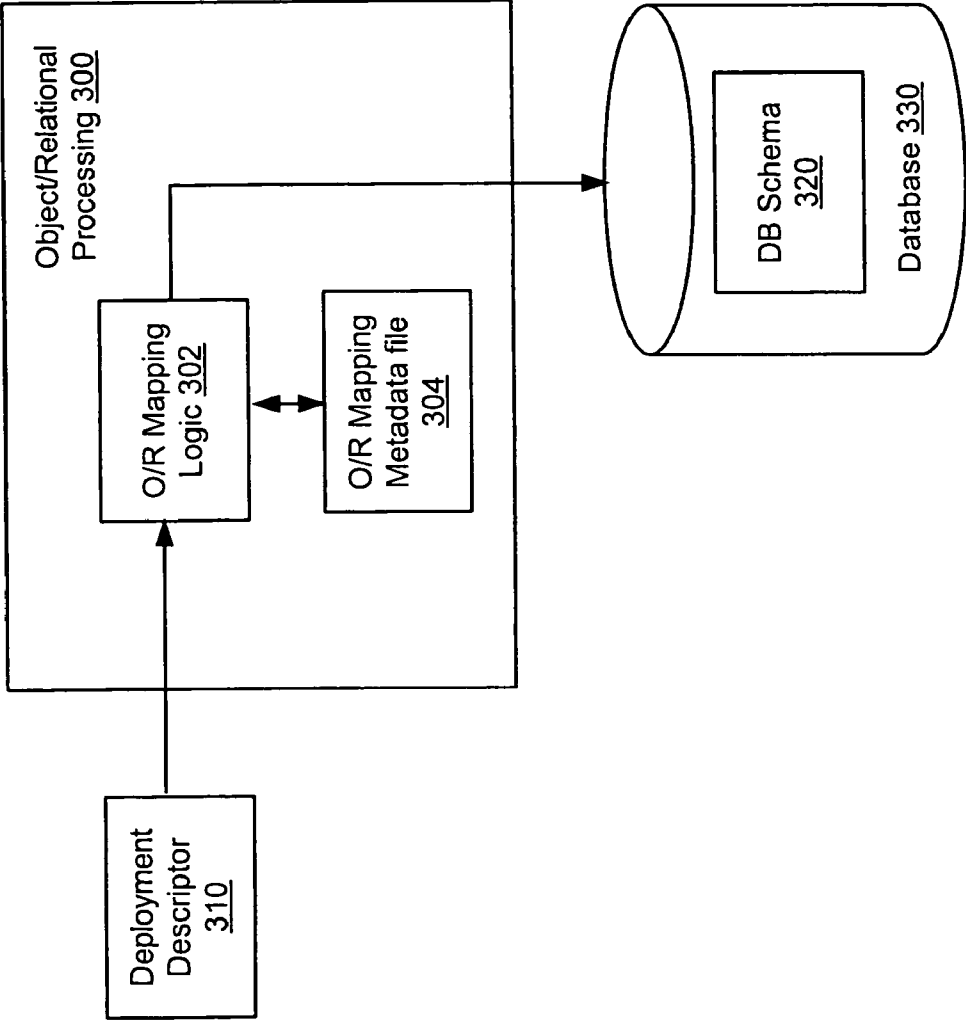 Object/Relational
Processing 300
O/R Mapping
Logic 302
O/R Mapping
Metadata file
304
Deployment
Descriptor
310
DB Schema
320
Database 330